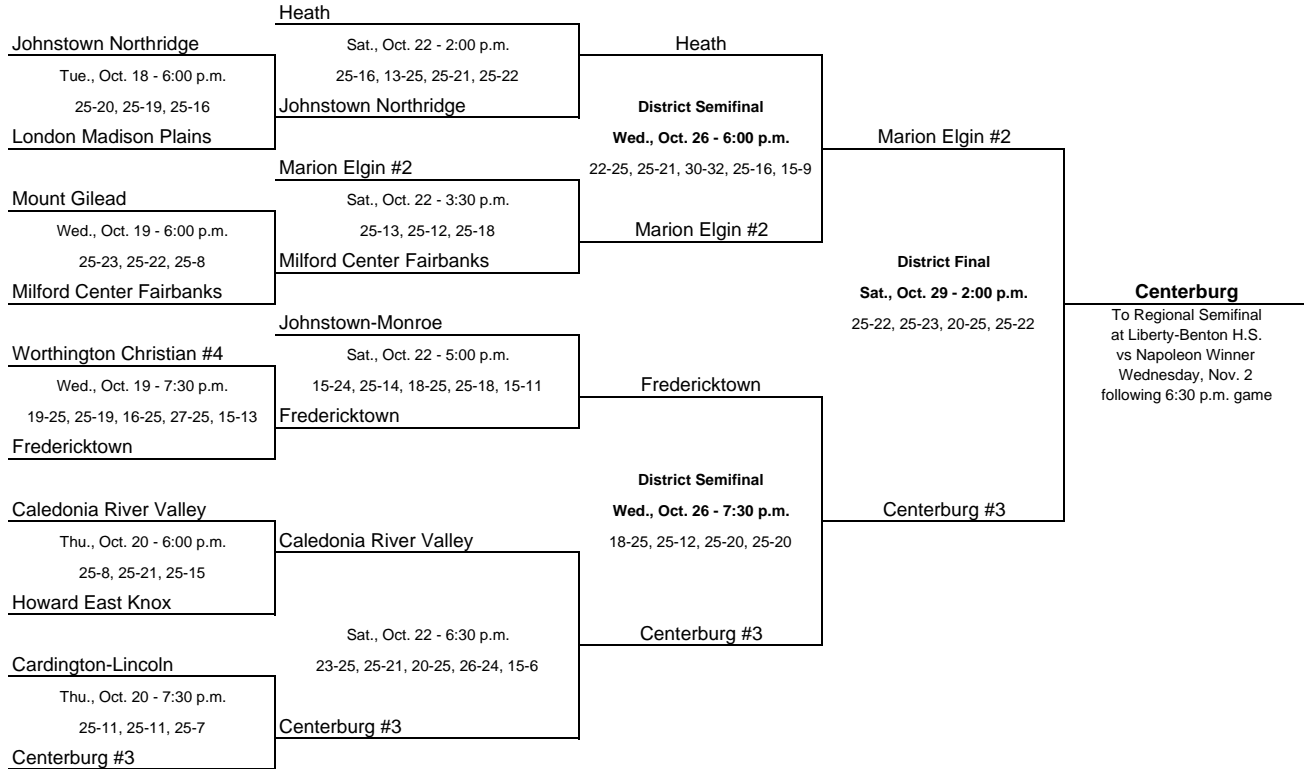 Heath
Johnstown Northridge
Sat., Oct. 22 - 2:00 p.m.
Heath
Tue., Oct. 18 - 6:00 p.m.
25-16, 13-25, 25-21, 25-22
25-20, 25-19, 25-16
Johnstown Northridge
District Semifinal
London Madison Plains
Wed., Oct. 26 - 6:00 p.m.
Marion Elgin #2
Marion Elgin #2
22-25, 25-21, 30-32, 25-16, 15-9
Mount Gilead
Sat., Oct. 22 - 3:30 p.m.
Wed., Oct. 19 - 6:00 p.m.
25-13, 25-12, 25-18
Marion Elgin #2
25-23, 25-22, 25-8
Milford Center Fairbanks
District Final
Milford Center Fairbanks
Sat., Oct. 29 - 2:00 p.m.
Centerburg
Johnstown-Monroe
25-22, 25-23, 20-25, 25-22
To Regional Semifinal
at Liberty-Benton H.S.
vs Napoleon Winner
Wednesday, Nov. 2
following 6:30 p.m. game
Worthington Christian #4
Sat., Oct. 22 - 5:00 p.m.
Wed., Oct. 19 - 7:30 p.m.
15-24, 25-14, 18-25, 25-18, 15-11
Fredericktown
19-25, 25-19, 16-25, 27-25, 15-13
Fredericktown
Fredericktown
District Semifinal
Caledonia River Valley
Wed., Oct. 26 - 7:30 p.m.
Centerburg #3
Thu., Oct. 20 - 6:00 p.m.
Caledonia River Valley
18-25, 25-12, 25-20, 25-20
25-8, 25-21, 25-15
Howard East Knox
Sat., Oct. 22 - 6:30 p.m.
Centerburg #3
Cardington-Lincoln
23-25, 25-21, 20-25, 26-24, 15-6
Thu., Oct. 20 - 7:30 p.m.
25-11, 25-11, 25-7
Centerburg #3
Centerburg #3